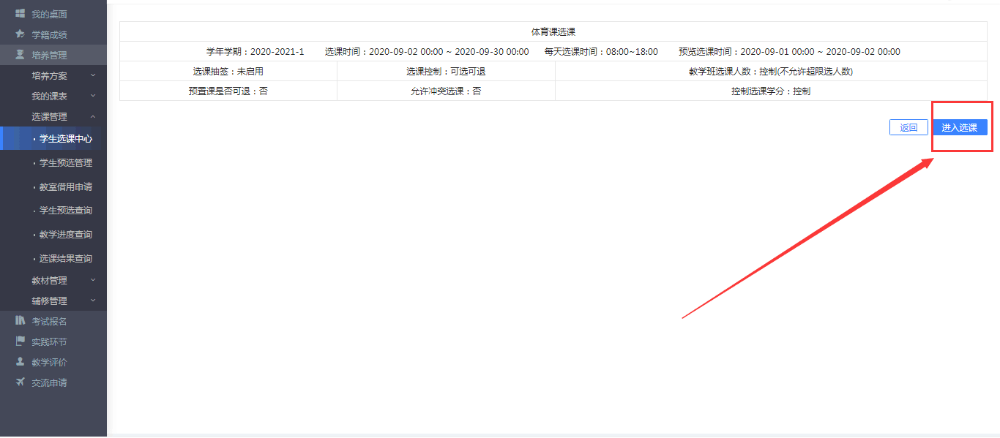 我的桌面
学籍成绩
培养管理
培养方案
我的课表
选课管理
· 学生选课中心
· 学生预选管理
· 教室借用申请
· 学生预选查询
· 教学进度查询
· 选课结果查询
教材管理
辅修管理
考试报名
实践环节
教学评价
交流申请
体育课选课
学年学期：2020-2021-1 选课时间：2020-09-02 00:00 ~ 2020-09-30 00:00 每天选课时间：08:00~18:00 预览选课时间：2020-09-01 00:00 ~ 2020-09-02 00:00
选课抽签：未启用 选课控制：可选可退 教学班选课人数：控制(不允许超限选人数)
预置课是否可退：否 允许冲突选课：否 控制选课学分：控制
返回 进入选课